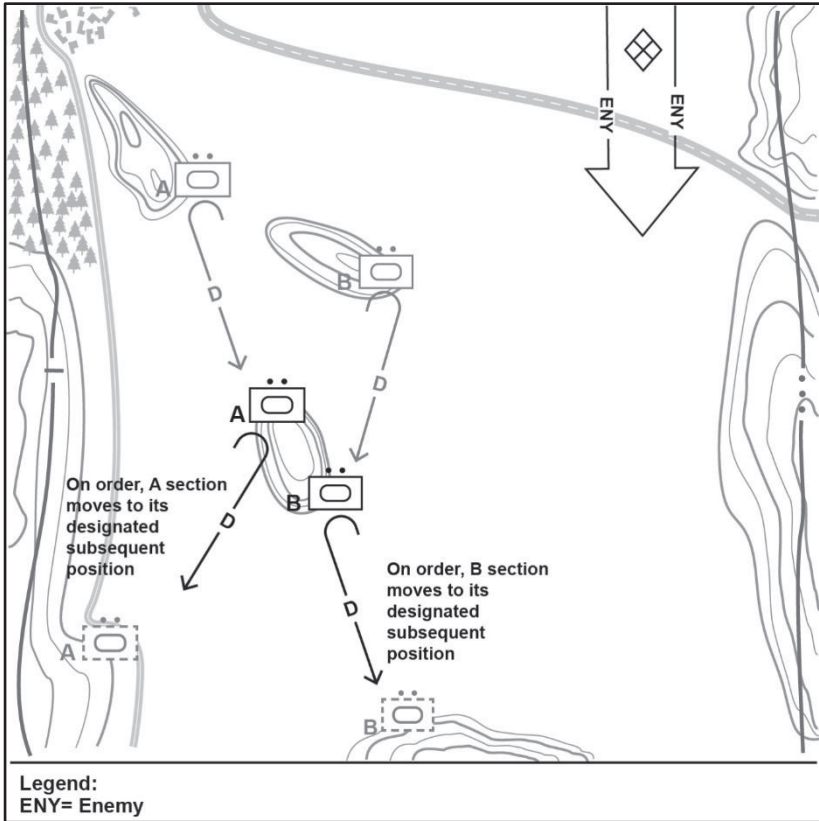 ENY
ENY
A
B
D
D
A
B
On order, A section
moves to its
designated
subsequent
position
D
On order, B section
moves to its
designated
subsequent
position
D
A
B
Legend:
ENY= Enemy